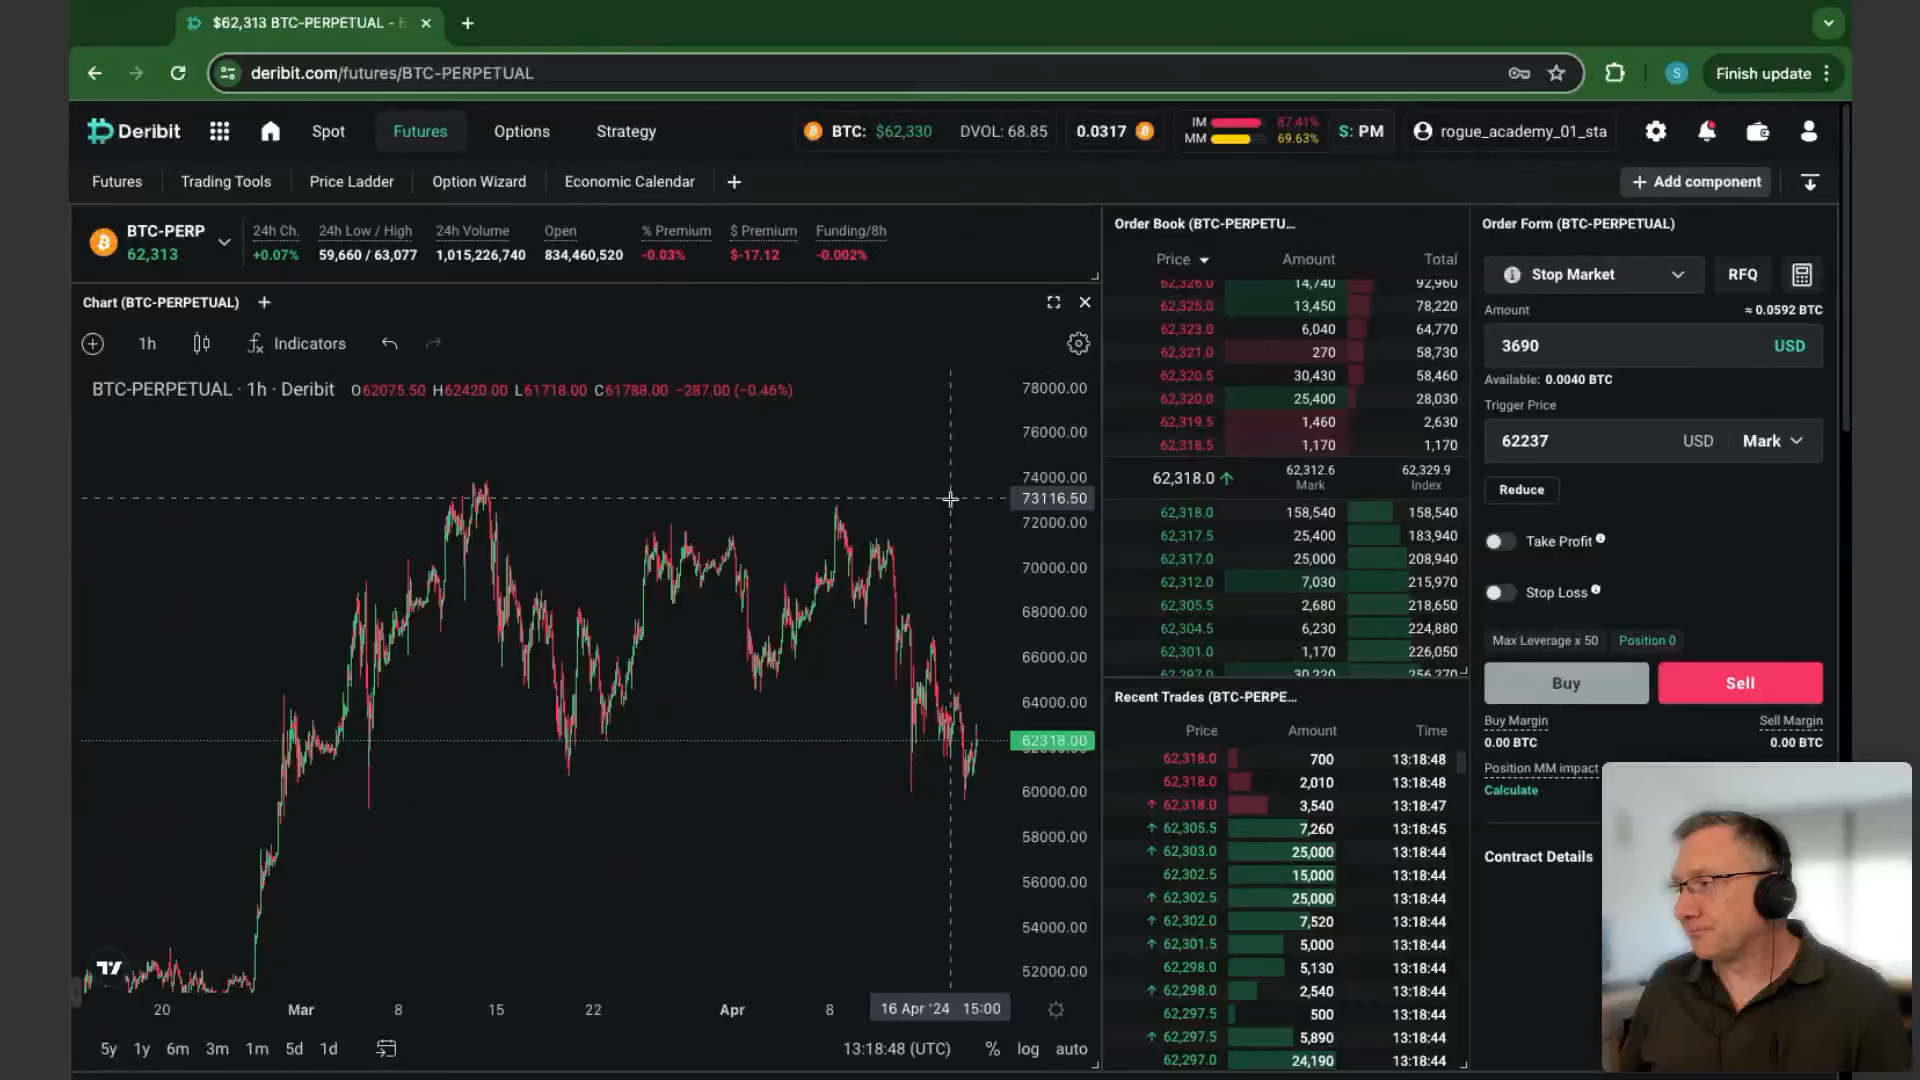 $62,313 BTC-PERPETUAL -
deribit.com/futures/BTC-PERPETUAL
S
Finish update
Deribit
Spot
Futures
Options
Strategy
BTC: $62,330 DVOL: 68.85
0.0317
IM 87.41%
MM 69.63%
S: PM
rogue_academy_01_sta
Futures
Trading Tools
Price Ladder
Option Wizard
Economic Calendar
+
+ Add component
BTC-PERP
62,313
24h Ch. 24h Low / High 24h Volume Open % Premium $ Premium Funding/8h
+0.07% 59,660 / 63,077 1,015,226,740 834,460,520 -0.03% $-17.12 -0.002%
Chart (BTC-PERPETUAL) +
1h
Indicators
BTC-PERPETUAL · 1h · Deribit O62075.50 H62420.00 L61718.00 C61788.00 −287.00 (−0.46%)
78000.00
76000.00
74000.00
73116.50
72000.00
70000.00
68000.00
66000.00
64000.00
62318.00
60000.00
58000.00
56000.00
54000.00
52000.00
20 Mar 8 15 22 Apr 8 16 Apr '24 15:00
5y 1y 6m 3m 1m 5d 1d
13:18:48 (UTC) % log auto
Order Book (BTC-PERPETU...
Price Amount Total
62,326.0 14,740 92,960
62,325.0 13,450 78,220
62,323.0 6,040 64,770
62,321.0 270 58,730
62,320.5 30,430 58,460
62,320.0 25,400 28,030
62,319.5 1,460 2,630
62,318.5 1,170 1,170
62,318.0 62,312.6 62,329.9
Mark Index
62,318.0 158,540 158,540
62,317.5 25,400 183,940
62,317.0 25,000 208,940
62,312.0 7,030 215,970
62,305.5 2,680 218,650
62,304.5 6,230 224,880
62,301.0 1,170 226,050
62,297.0 30,220 256,270
Recent Trades (BTC-PERPE...
Price Amount Time
62,318.0 700 13:18:48
62,318.0 2,010 13:18:48
62,318.0 3,540 13:18:47
62,305.5 7,260 13:18:45
62,303.0 25,000 13:18:44
62,302.5 15,000 13:18:44
62,302.5 25,000 13:18:44
62,302.0 7,520 13:18:44
62,301.5 5,000 13:18:44
62,298.0 5,130 13:18:44
62,298.0 2,540 13:18:44
62,297.5 500 13:18:44
62,297.5 5,890 13:18:44
62,297.0 24,190 13:18:44
Order Form (BTC-PERPETUAL)
Stop Market
RFQ
Amount ≈ 0.0592 BTC
3690 USD
Available: 0.0040 BTC
Trigger Price
62237 USD Mark
Reduce
Take Profit
Stop Loss
Max Leverage x 50 Position 0
Buy Sell
Buy Margin Sell Margin
0.00 BTC 0.00 BTC
Position MM impact
Calculate
Contract Details